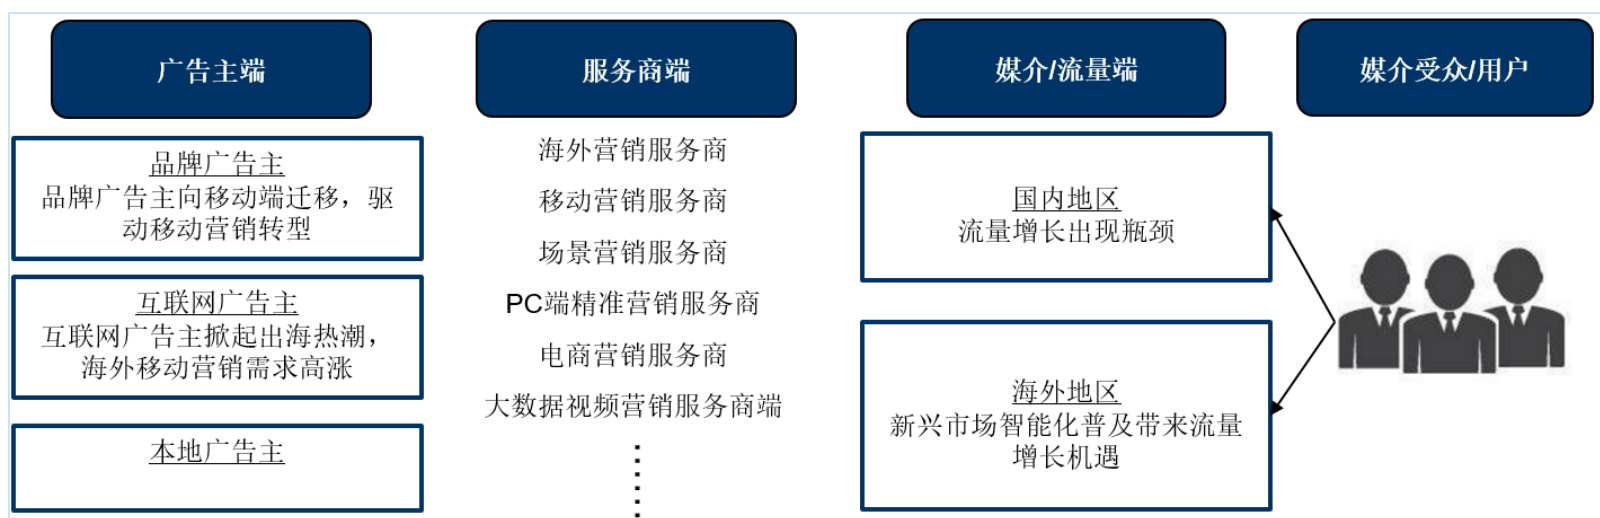 广告主端
服务商端
媒介/流量端
媒介受众/用户
品牌广告主
品牌广告主向移动端迁移，驱
动移动营销转型
互联网广告主
互联网广告主掀起出海热潮，
海外移动营销需求高涨
本地广告主
海外营销服务商
移动营销服务商
场景营销服务商
PC端精准营销服务商
电商营销服务商
大数据视频营销服务商端
国内地区
流量增长出现瓶颈
海外地区
新兴市场智能化普及带来流量
增长机遇